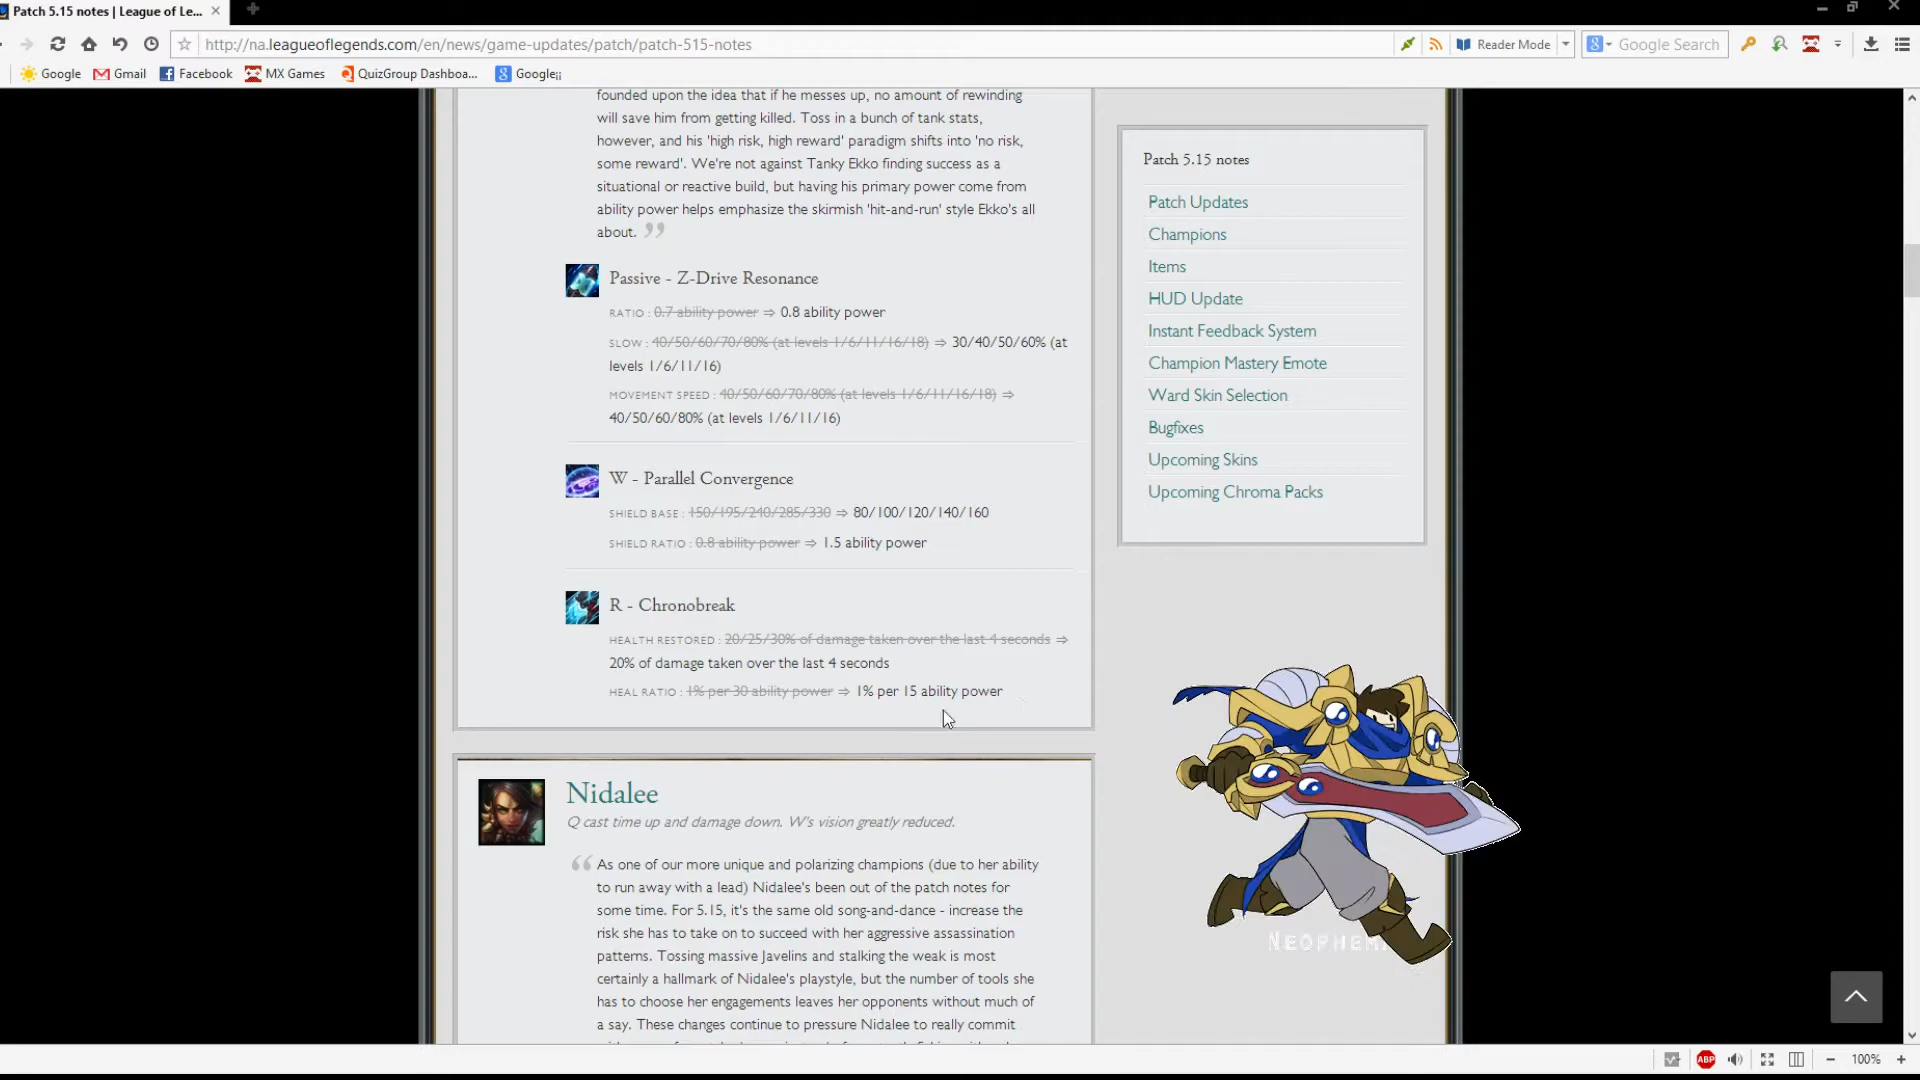 Patch 5.15 notes | League of Le...
http://na.leagueoflegends.com/en/news/game-updates/patch/patch-515-notes
Reader Mode
Google Search
Google
Gmail
Facebook
MX Games
QuizGroup Dashboa...
Google¡¡
founded upon the idea that if he messes up, no amount of rewinding
will save him from getting killed. Toss in a bunch of tank stats,
however, and his 'high risk, high reward' paradigm shifts into 'no risk,
some reward'. We're not against Tanky Ekko finding success as a
situational or reactive build, but having his primary power come from
ability power helps emphasize the skirmish 'hit-and-run' style Ekko's all
about. ”
Passive - Z-Drive Resonance
RATIO : 0.7 ability power ⇒ 0.8 ability power
SLOW : 40/50/60/70/80% (at levels 1/6/11/16/18) ⇒ 30/40/50/60% (at
levels 1/6/11/16)
MOVEMENT SPEED : 40/50/60/70/80% (at levels 1/6/11/16/18) ⇒
40/50/60/80% (at levels 1/6/11/16)
W - Parallel Convergence
SHIELD BASE : 150/195/240/285/330 ⇒ 80/100/120/140/160
SHIELD RATIO : 0.8 ability power ⇒ 1.5 ability power
R - Chronobreak
HEALTH RESTORED : 20/25/30% of damage taken over the last 4 seconds ⇒
20% of damage taken over the last 4 seconds
HEAL RATIO : 1% per 30 ability power ⇒ 1% per 15 ability power
Nidalee
Q cast time up and damage down. W's vision greatly reduced.
“ As one of our more unique and polarizing champions (due to her ability
to run away with a lead) Nidalee's been out of the patch notes for
some time. For 5.15, it's the same old song-and-dance - increase the
risk she has to take on to succeed with her aggressive assassination
patterns. Tossing massive Javelins and stalking the weak is most
certainly a hallmark of Nidalee's playstyle, but the number of tools she
has to choose her engagements leaves her opponents without much of
a say. These changes continue to pressure Nidalee to really commit
Patch 5.15 notes
Patch Updates
Champions
Items
HUD Update
Instant Feedback System
Champion Mastery Emote
Ward Skin Selection
Bugfixes
Upcoming Skins
Upcoming Chroma Packs
ABP
100%